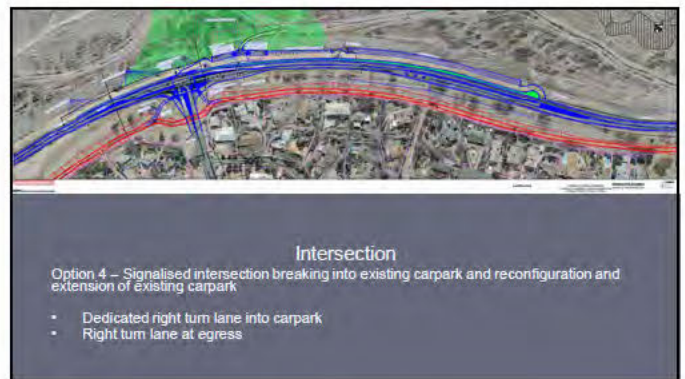 Intersection
Option 4 – Signalised intersection breaking into existing carpark and reconfiguration and
extension of existing carpark
• Dedicated right turn lane into carpark
• Right turn lane at egress